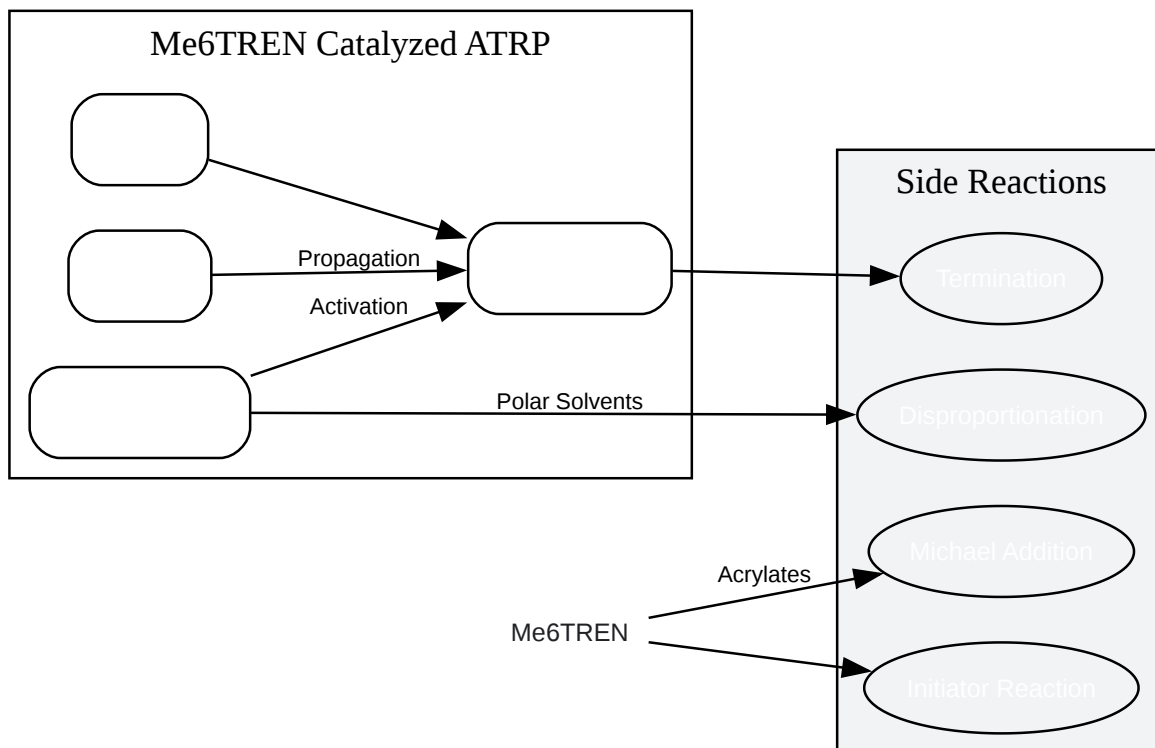 Me6TREN Catalyzed ATRP
Side Reactions
Propagation
Termination
Activation
Polar Solvents
Disproportionation
Michael Addition
Acrylates
Me6TREN
Initiator Reaction